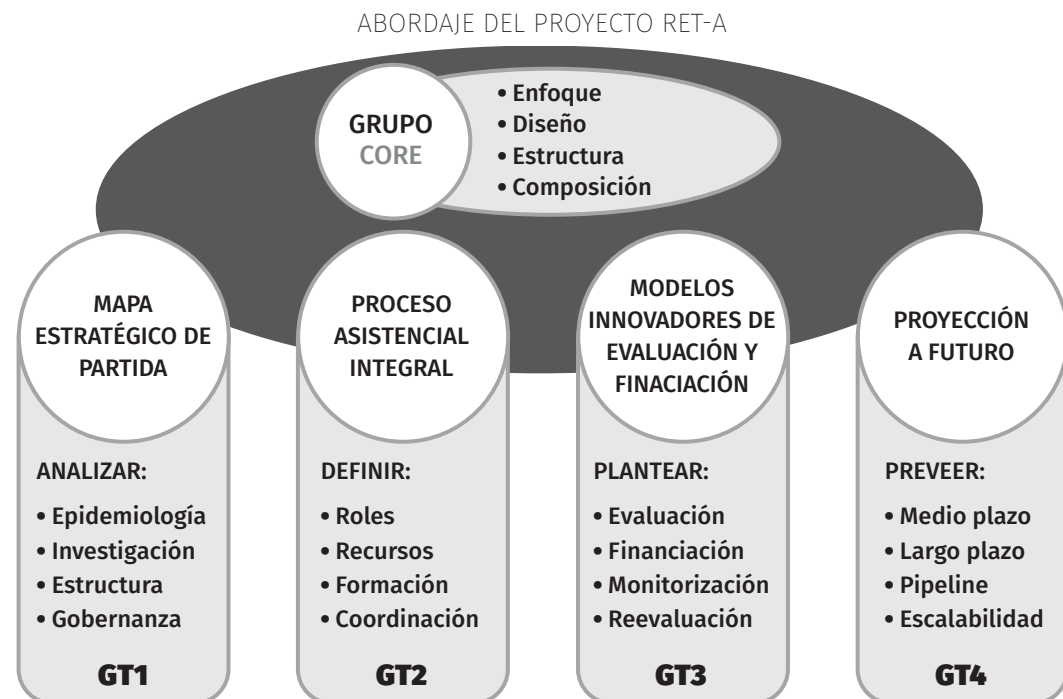 ABORDAJE DEL PROYECTO RET-A
GRUPO
CORE
• Enfoque
• Diseño
• Estructura
• Composición
MAPA
ESTRATÉGICO DE
PARTIDA
ANALIZAR:
• Epidemiología
• Investigación
• Estructura
• Gobernanza
GT1
PROCESO
ASISTENCIAL
INTEGRAL
DEFINIR:
• Roles
• Recursos
• Formación
• Coordinación
GT2
MODELOS
INNOVADORES DE
EVALUACIÓN Y
FINACIACIÓN
PLANTEAR:
• Evaluación
• Financiación
• Monitorización
• Reevaluación
GT3
PROYECCIÓN
A FUTURO
PREVEER:
• Medio plazo
• Largo plazo
• Pipeline
• Escalabilidad
GT4